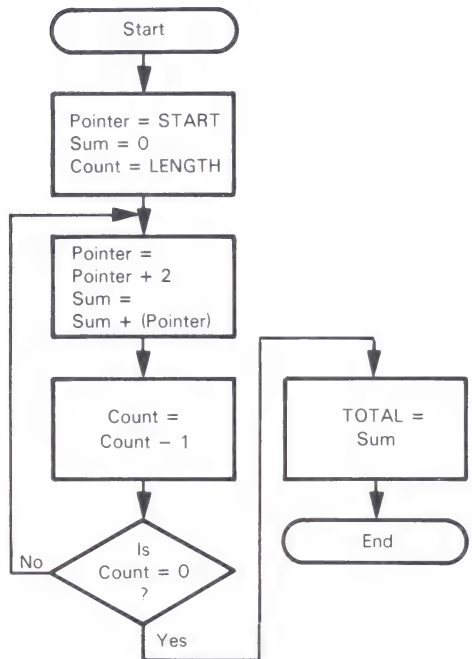 Start
Pointer = START
Sum = 0
Count = LENGTH
Pointer =
Pointer + 2
Sum =
Sum + (Pointer)
Count =
Count − 1
Is
Count = 0
?
No
Yes
TOTAL =
Sum
End